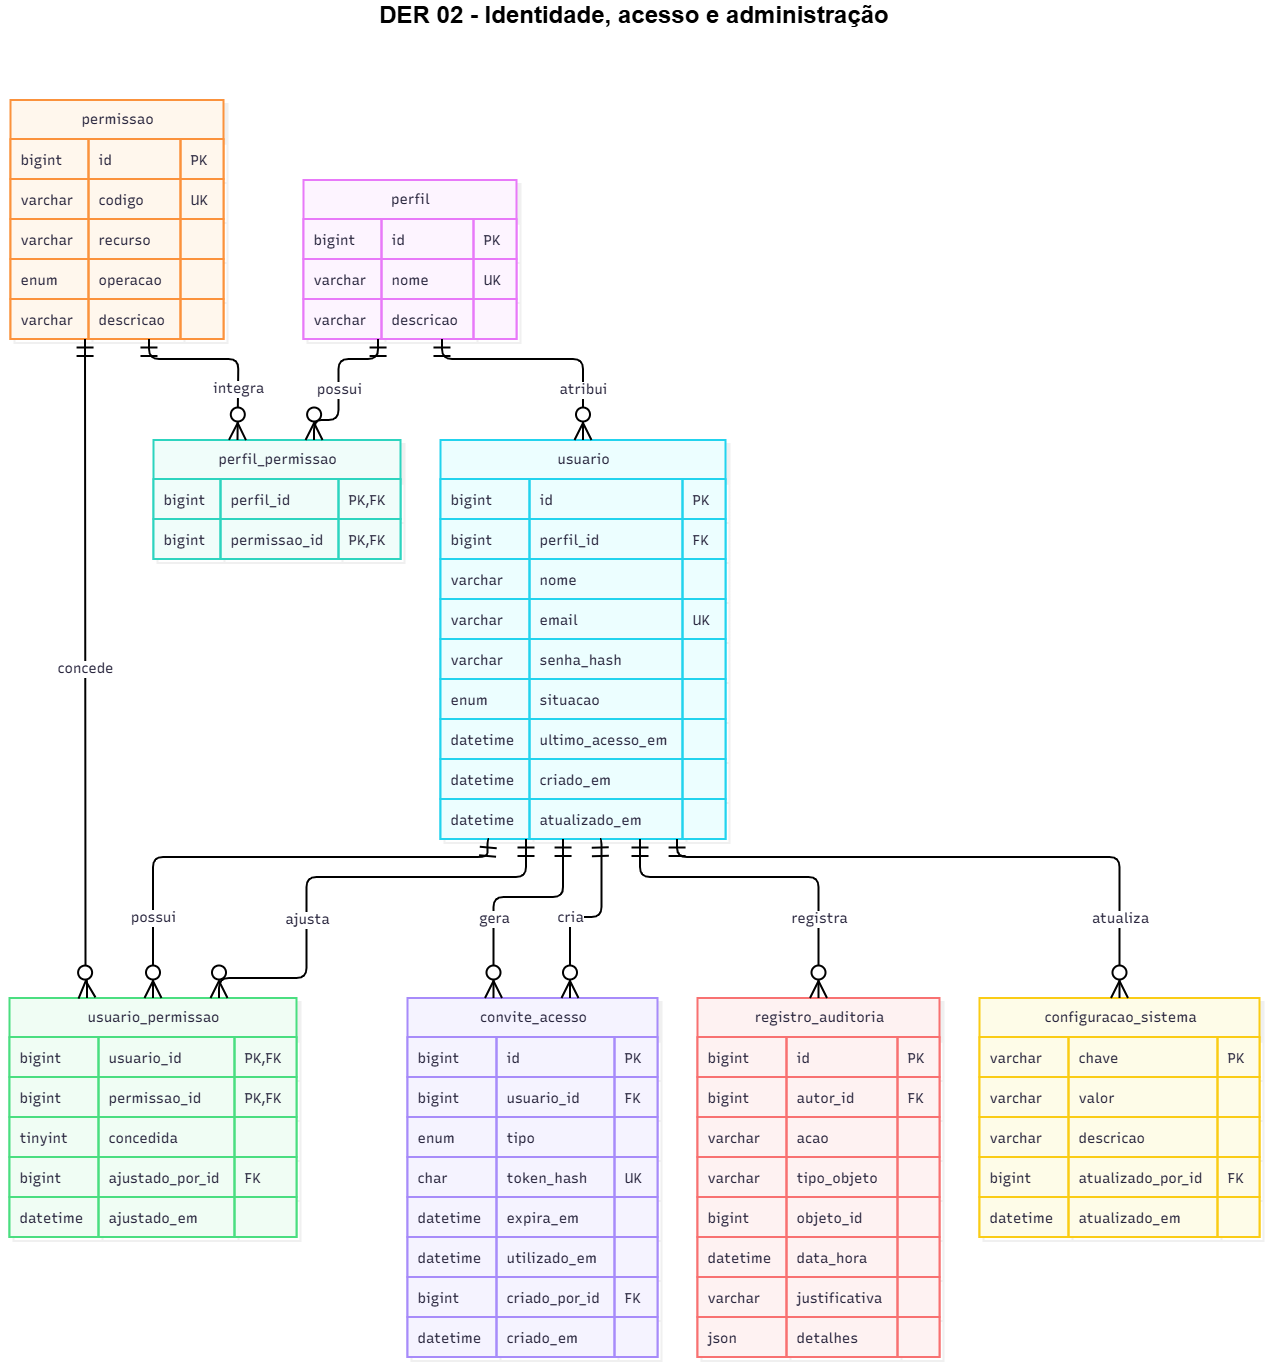 DER 02 - Identidade, acesso e administração
permissao
bigint id PK
varchar codigo UK
varchar recurso
enum operacao
varchar descricao
perfil
bigint id PK
varchar nome UK
varchar descricao
integra
possui
atribui
perfil_permissao
bigint perfil_id PK,FK
bigint permissao_id PK,FK
usuario
bigint id PK
bigint perfil_id FK
varchar nome
varchar email UK
varchar senha_hash
enum situacao
datetime ultimo_acesso_em
datetime criado_em
datetime atualizado_em
concede
possui
ajusta
gera
cria
registra
atualiza
usuario_permissao
bigint usuario_id PK,FK
bigint permissao_id PK,FK
tinyint concedida
bigint ajustado_por_id FK
datetime ajustado_em
convite_acesso
bigint id PK
bigint usuario_id FK
enum tipo
char token_hash UK
datetime expira_em
datetime utilizado_em
bigint criado_por_id FK
datetime criado_em
registro_auditoria
bigint id PK
bigint autor_id FK
varchar acao
varchar tipo_objeto
bigint objeto_id
datetime data_hora
varchar justificativa
json detalhes
configuracao_sistema
varchar chave PK
varchar valor
varchar descricao
bigint atualizado_por_id FK
datetime atualizado_em